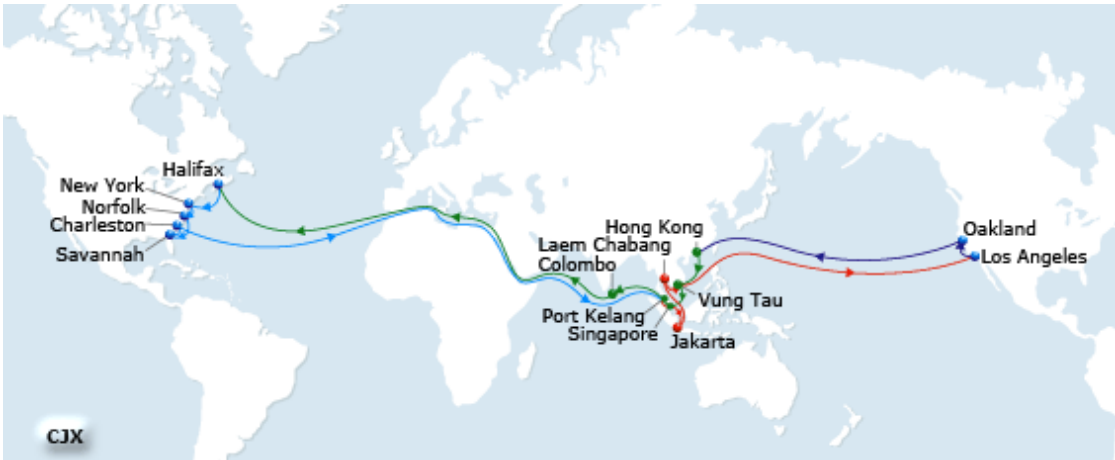 Halifax
New York
Norfolk
Charleston
Savannah
Hong Kong
Laem Chabang
Colombo
Port Kelang
Singapore
Jakarta
Vung Tau
Oakland
Los Angeles
CJX